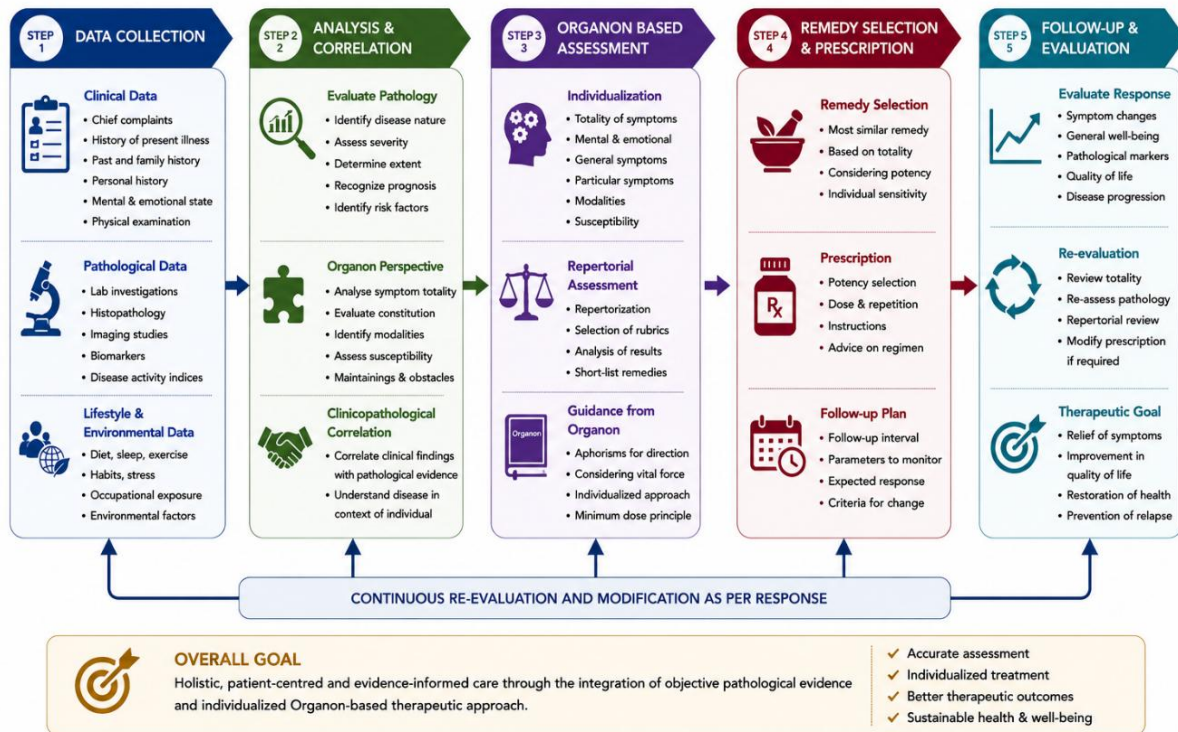 STEP
1
DATA COLLECTION
Clinical Data
• Chief complaints
• History of present illness
• Past and family history
• Personal history
• Mental & emotional state
• Physical examination
Pathological Data
• Lab investigations
• Histopathology
• Imaging studies
• Biomarkers
• Disease activity indices
Lifestyle &
Environmental Data
• Diet, sleep, exercise
• Habits, stress
• Occupational exposure
• Environmental factors
STEP 2
2
ANALYSIS &
CORRELATION
Evaluate Pathology
• Identify disease nature
• Assess severity
• Determine extent
• Recognize prognosis
• Identify risk factors
Organon Perspective
• Analyse symptom totality
• Evaluate constitution
• Identify modalities
• Assess susceptibility
• Maintainings & obstacles
Clinicopathological
Correlation
• Correlate clinical findings
with pathological evidence
• Understand disease in
context of individual
STEP 3
3
ORGANON BASED
ASSESSMENT
Individualization
• Totality of symptoms
• Mental & emotional
• General symptoms
• Particular symptoms
• Modalities
• Susceptibility
Repertorial
Assessment
• Repertorization
• Selection of rubrics
• Analysis of results
• Short-list remedies
Organon
Guidance from
Organon
• Aphorisms for direction
• Considering vital force
• Individualized approach
• Minimum dose principle
STEP 4
4
REMEDY SELECTION
& PRESCRIPTION
Remedy Selection
• Most similar remedy
• Based on totality
• Considering potency
• Individual sensitivity
Rx
Prescription
• Potency selection
• Dose & repetition
• Instructions
• Advice on regimen
Follow-up Plan
• Follow-up interval
• Parameters to monitor
• Expected response
• Criteria for change
STEP 5
5
FOLLOW-UP &
EVALUATION
Evaluate Response
• Symptom changes
• General well-being
• Pathological markers
• Quality of life
• Disease progression
Re-evaluation
• Review totality
• Re-assess pathology
• Repertorial review
• Modify prescription
if required
Therapeutic Goal
• Relief of symptoms
• Improvement in
quality of life
• Restoration of health
• Prevention of relapse
CONTINUOUS RE-EVALUATION AND MODIFICATION AS PER RESPONSE
OVERALL GOAL
Holistic, patient-centred and evidence-informed care through the integration of objective pathological evidence
and individualized Organon-based therapeutic approach.
✓ Accurate assessment
✓ Individualized treatment
✓ Better therapeutic outcomes
✓ Sustainable health & well-being